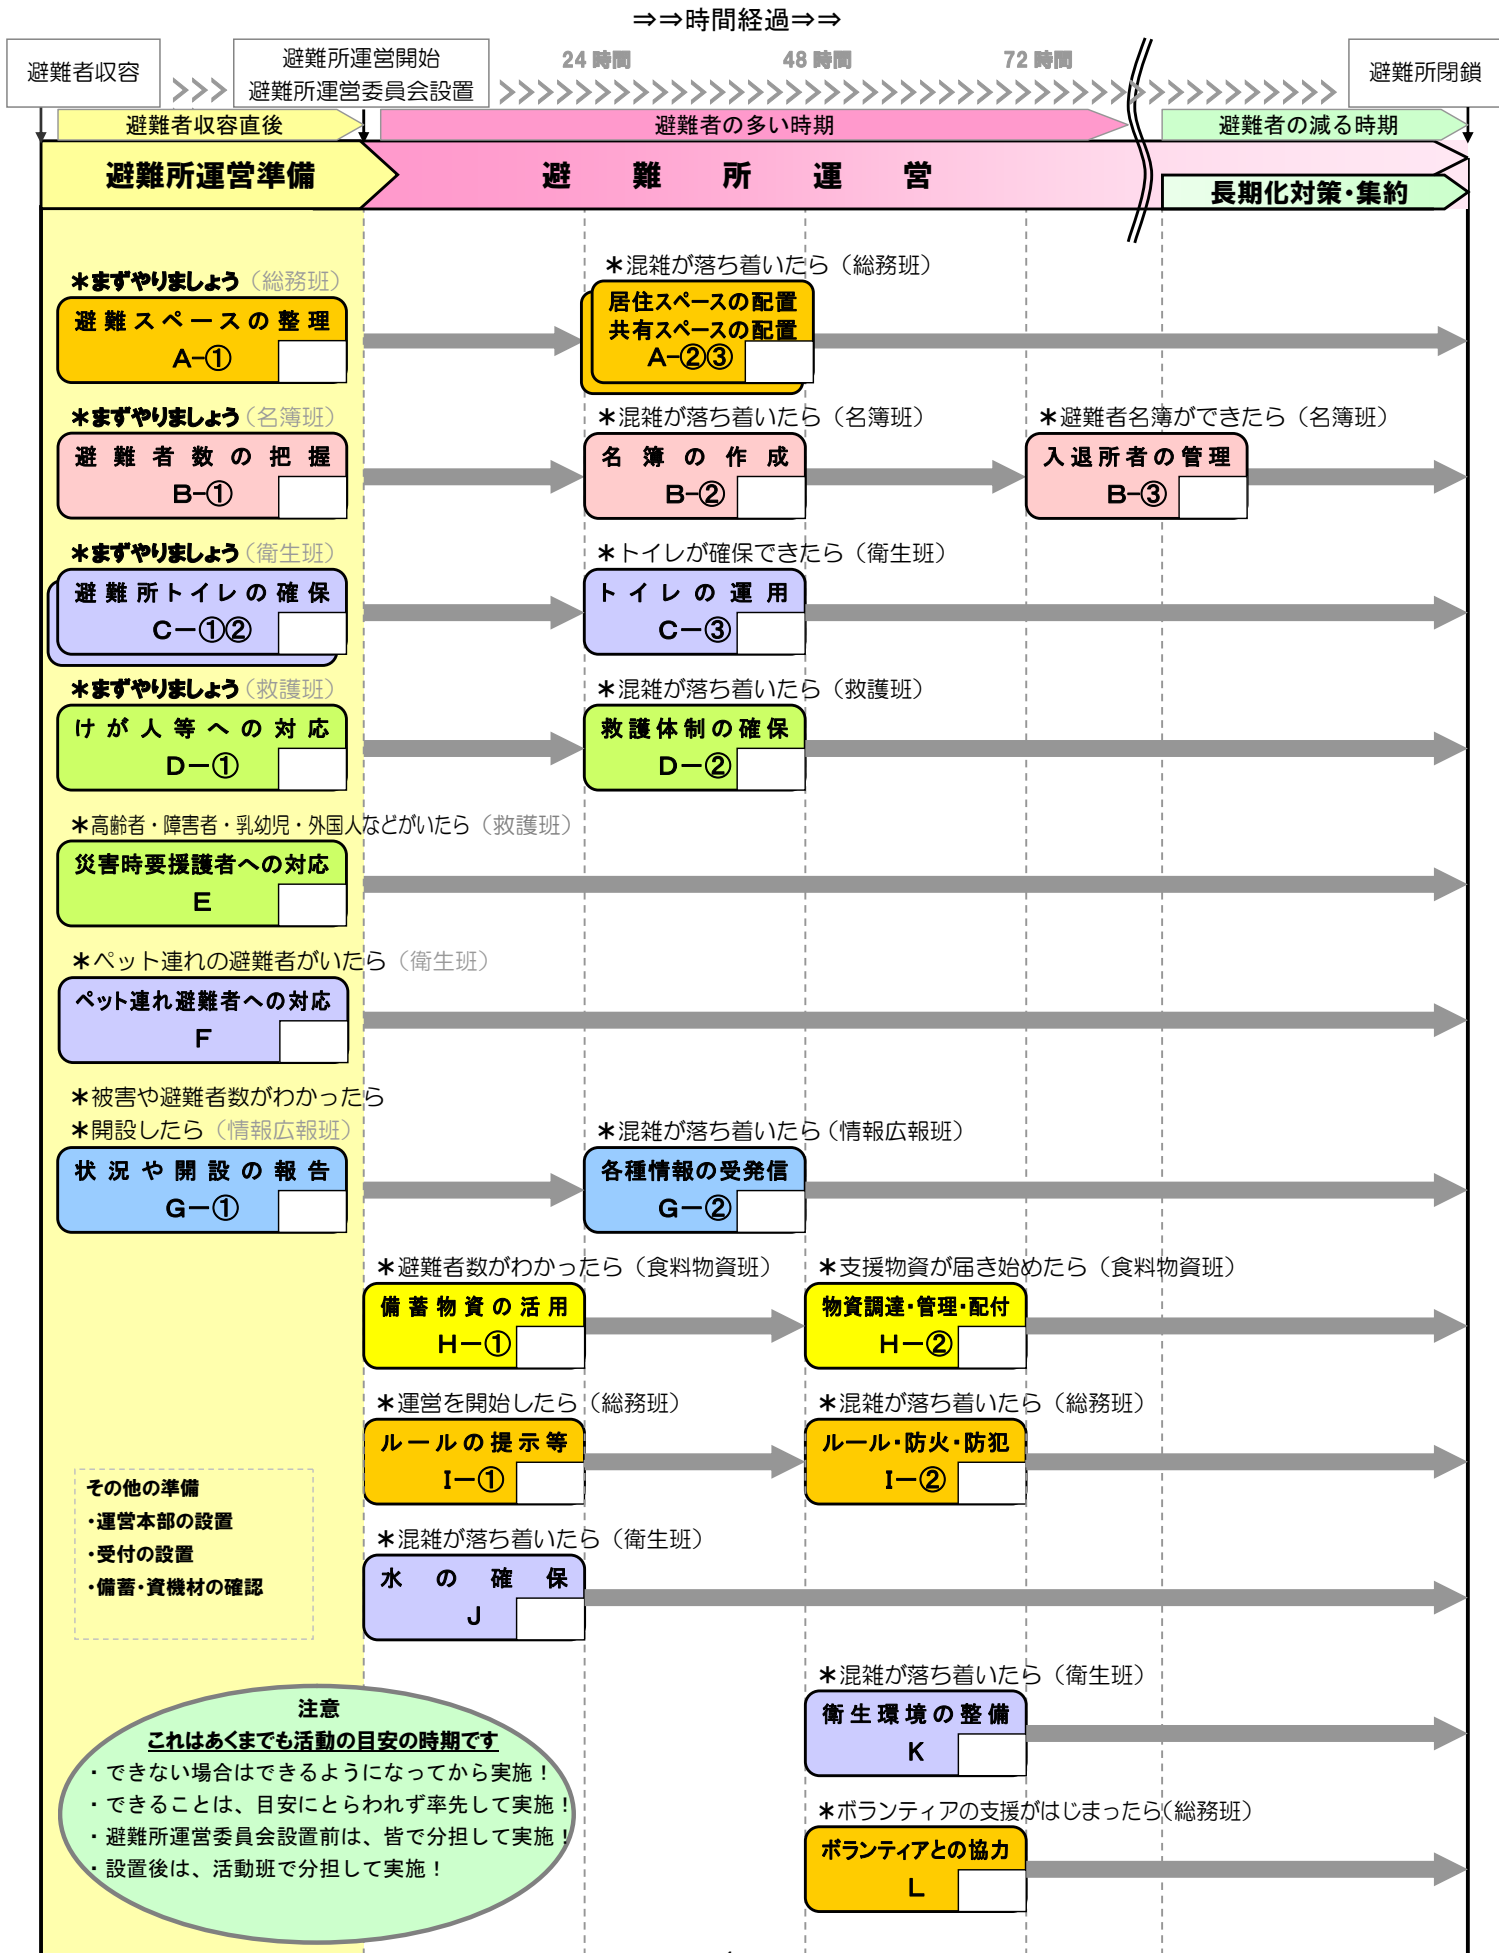 ⇒⇒時間経過⇒⇒
避難者収容
避難所運営開始
避難所運営委員会設置
24 時間
48 時間
72 時間
避難所閉鎖
避難者収容直後
避難者の多い時期
避難者の減る時期
避難所運営準備
避難所運営
長期化対策・集約
＊まずやりましょう（総務班）
避難スペースの整理
A-①
＊混雑が落ち着いたら（総務班）
居住スペースの配置
共有スペースの配置
A-②③
＊まずやりましょう（名簿班）
避難者数の把握
B-①
＊混雑が落ち着いたら（名簿班）
名簿の作成
B-②
＊避難者名簿ができたら（名簿班）
入退所者の管理
B-③
＊まずやりましょう（衛生班）
避難所トイレの確保
C－①②
＊トイレが確保できたら（衛生班）
トイレの運用
C－③
＊まずやりましょう（救護班）
けが人等への対応
D－①
＊混雑が落ち着いたら（救護班）
救護体制の確保
D－②
＊高齢者・障害者・乳幼児・外国人などがいたら（救護班）
災害時要援護者への対応
E
＊ペット連れの避難者がいたら（衛生班）
ペット連れ避難者への対応
F
＊被害や避難者数がわかったら
＊開設したら（情報広報班）
状況や開設の報告
G－①
＊混雑が落ち着いたら（情報広報班）
各種情報の受発信
G－②
＊避難者数がわかったら（食料物資班）
備蓄物資の活用
H－①
＊支援物資が届き始めたら（食料物資班）
物資調達・管理・配付
H－②
＊運営を開始したら（総務班）
ルールの提示等
I－①
＊混雑が落ち着いたら（総務班）
ルール・防火・防犯
I－②
その他の準備
・運営本部の設置
・受付の設置
・備蓄・資機材の確認
＊混雑が落ち着いたら（衛生班）
水の確保
J
＊混雑が落ち着いたら（衛生班）
衛生環境の整備
K
＊ボランティアの支援がはじまったら（総務班）
ボランティアとの協力
L
注意
これはあくまでも活動の目安の時期です
・できない場合はできるようになってから実施！
・できることは、目安にとらわれず率先して実施！
・避難所運営委員会設置前は、皆で分担して実施！
・設置後は、活動班で分担して実施！